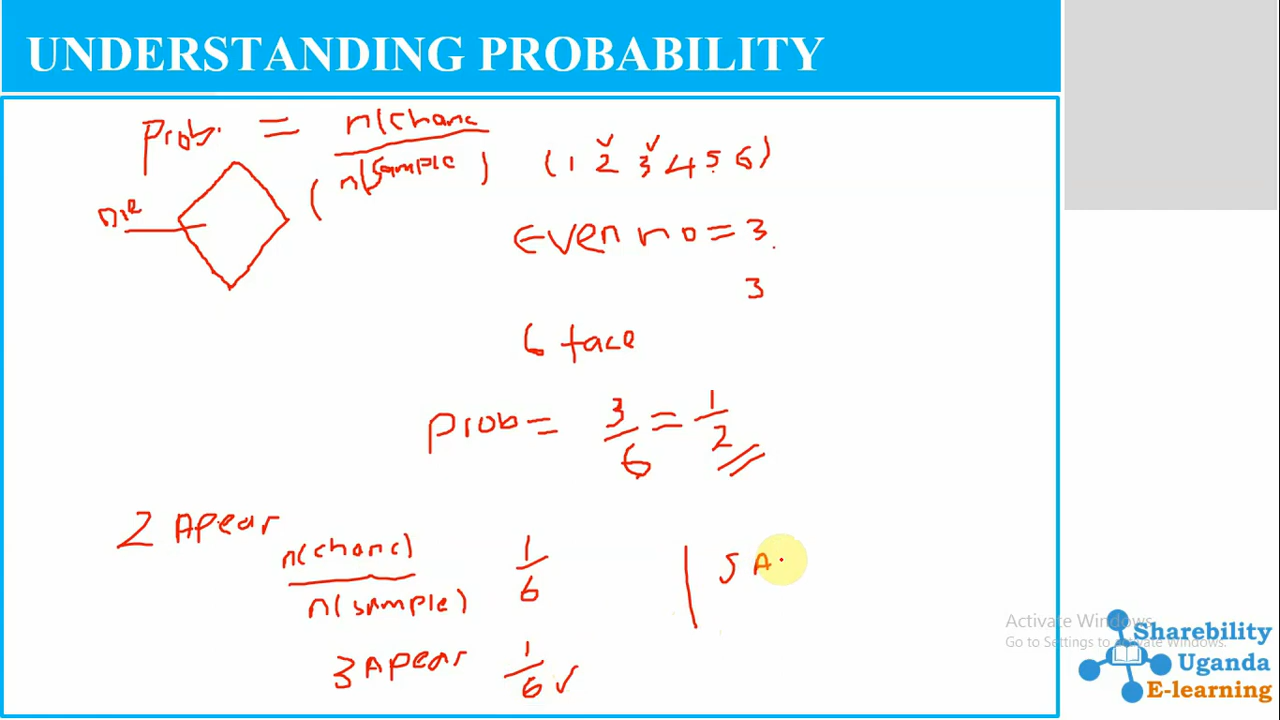 UNDERSTANDING PROBABILITY
Prob. = n(chanc
n(sample)
(1 2 3 4 5 6)
Die
Even no = 3
3
6 face
Prob = 3/6 = 1/2
2 Apear
n(chanc) 1
n(sample) 6
5 A
3 Apear 1/6
Activate Windows
Go to Settings to activate Windows.
Sharebility
Uganda
E-learning